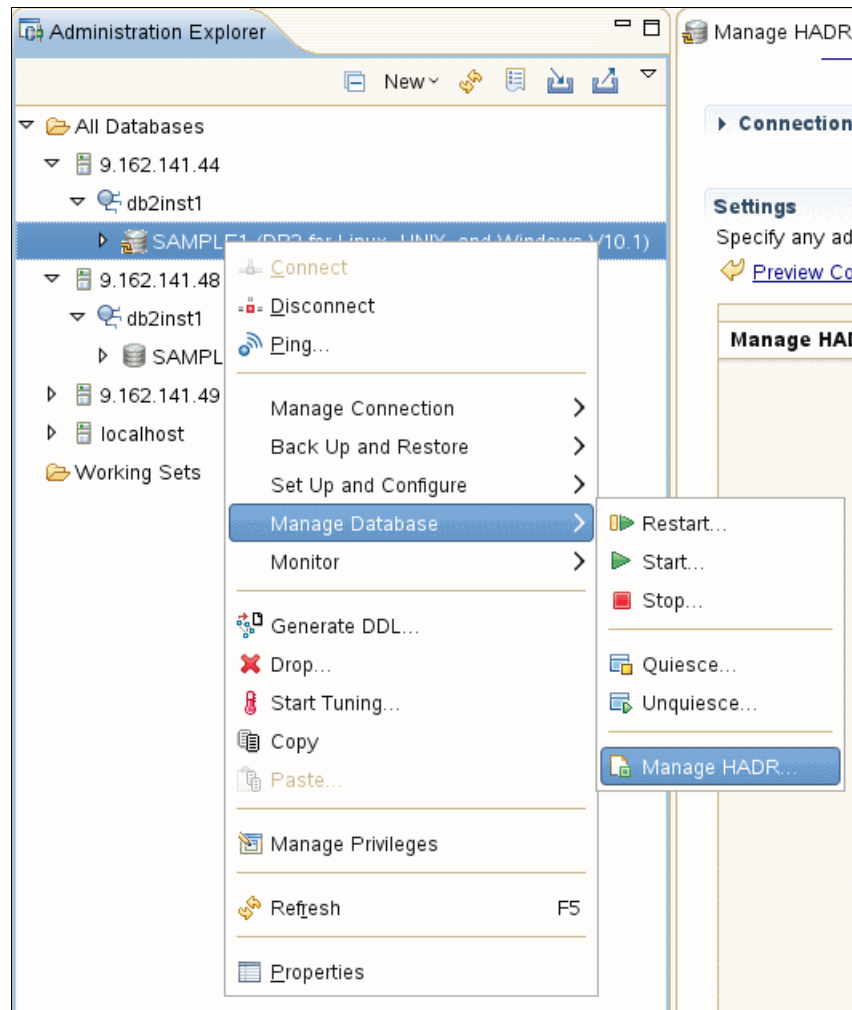 Administration Explorer
New
All Databases
9.162.141.44
db2inst1
SAMPLE1 (DB2 for Linux, UNIX, and Windows V10.1)
9.162.141.48
db2inst1
SAMPL
9.162.141.49
localhost
Working Sets
Connect
Disconnect
Ping...
Manage Connection
Back Up and Restore
Set Up and Configure
Manage Database
Monitor
Generate DDL...
Drop...
Start Tuning...
Copy
Paste...
Manage Privileges
Refresh F5
Properties
Restart...
Start...
Stop...
Quiesce...
Unquiesce...
Manage HADR...
Manage HADR
Connection
Settings
Specify any ad
Preview Co
Manage HAD